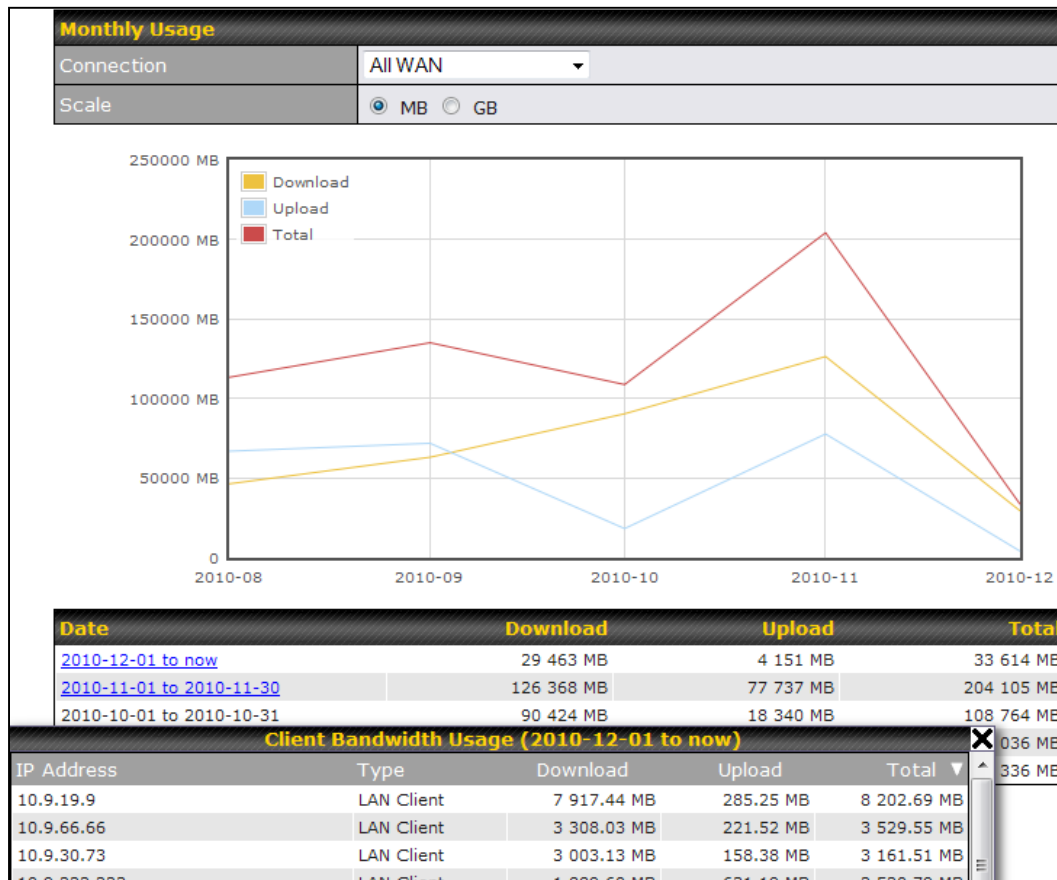 Monthly Usage
Connection All WAN
Scale MB GB
250000 MB
Download
Upload
200000 MB Total
150000 MB
100000 MB
50000 MB
0
2010-08 2010-09 2010-10 2010-11 2010-12
Date Download Upload Total
2010-12-01 to now 29 463 MB 4 151 MB 33 614 MB
2010-11-01 to 2010-11-30 126 368 MB 77 737 MB 204 105 MB
2010-10-01 to 2010-10-31 90 424 MB 18 340 MB 108 764 MB
Client Bandwidth Usage (2010-12-01 to now) 036 MB
IP Address Type Download Upload Total 336 MB
10.9.19.9 LAN Client 7 917.44 MB 285.25 MB 8 202.69 MB
10.9.66.66 LAN Client 3 308.03 MB 221.52 MB 3 529.55 MB
10.9.30.73 LAN Client 3 003.13 MB 158.38 MB 3 161.51 MB
LAN Client